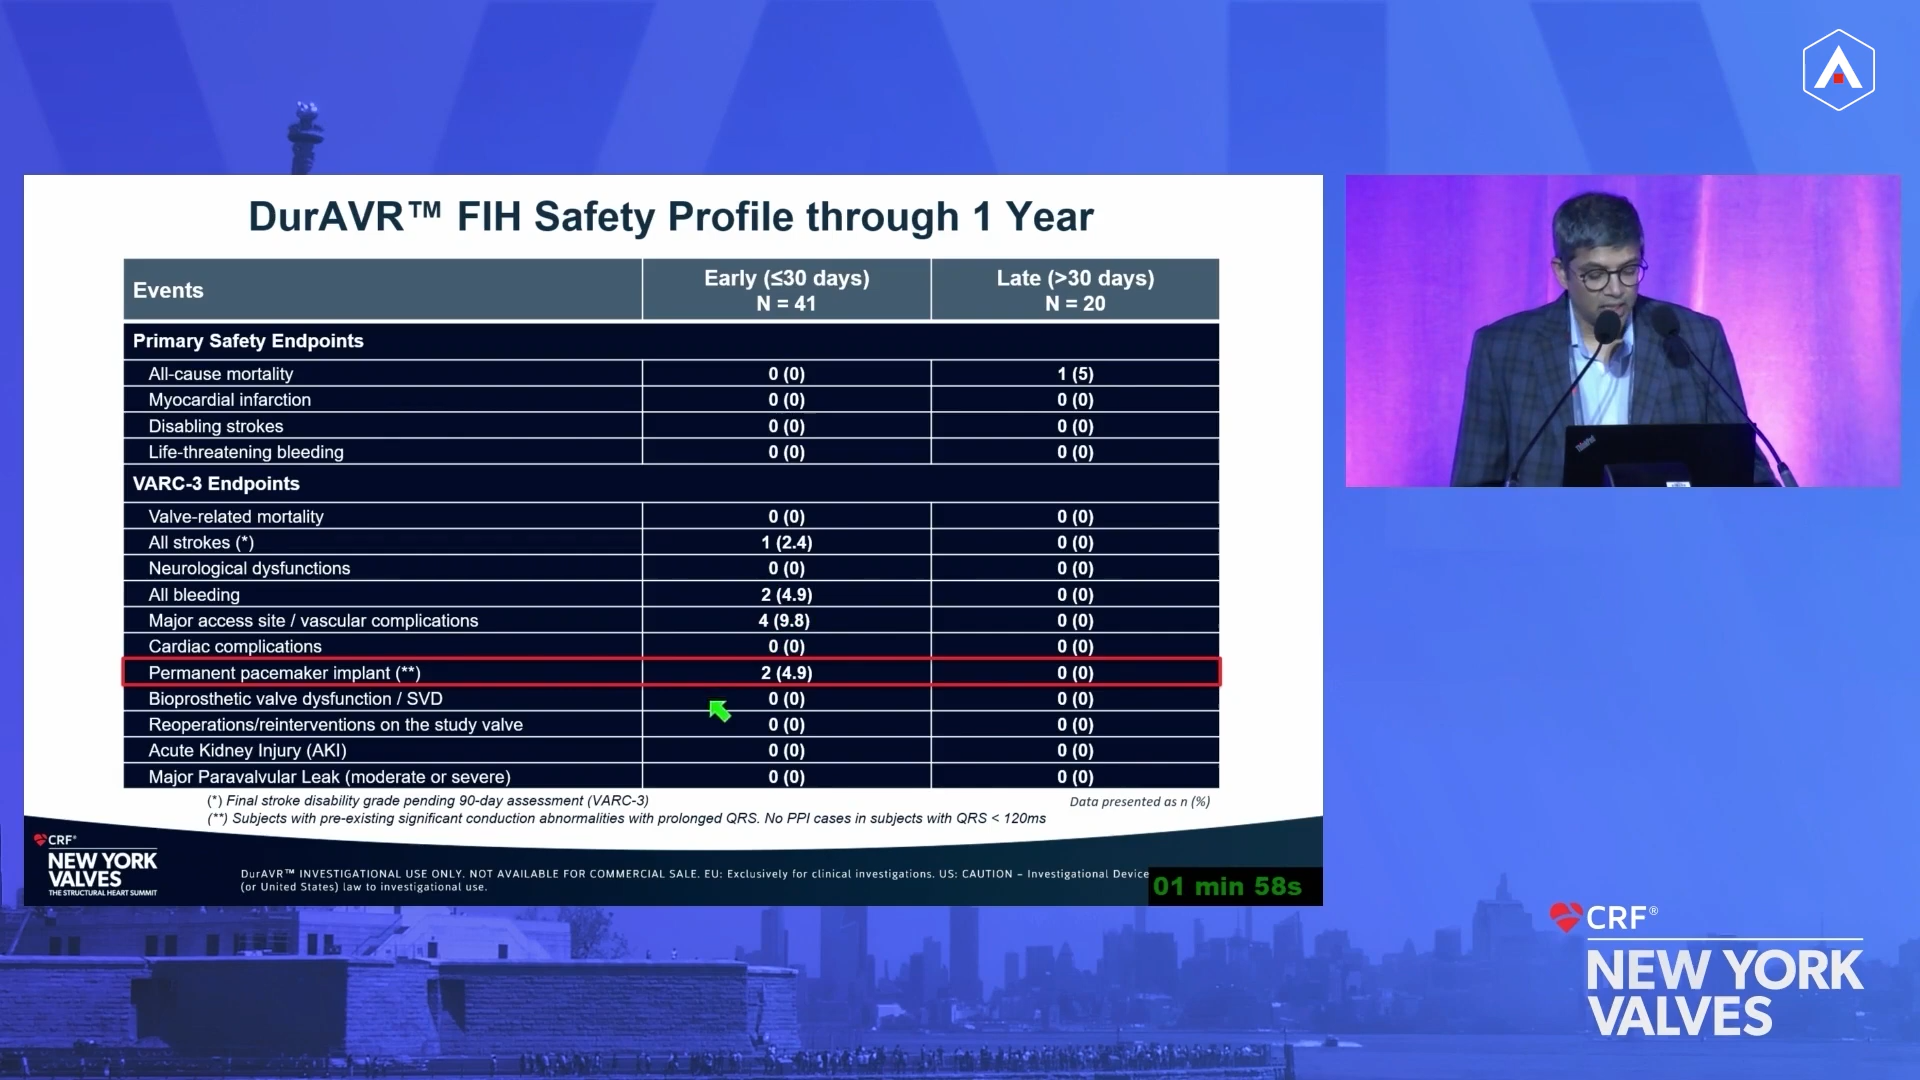 DurAVR™ FIH Safety Profile through 1 Year
Events
Early (≤30 days)
N = 41
Late (>30 days)
N = 20
Primary Safety Endpoints
All-cause mortality 0 (0) 1 (5)
Myocardial infarction 0 (0) 0 (0)
Disabling strokes 0 (0) 0 (0)
Life-threatening bleeding 0 (0) 0 (0)
VARC-3 Endpoints
Valve-related mortality 0 (0) 0 (0)
All strokes (*) 1 (2.4) 0 (0)
Neurological dysfunctions 0 (0) 0 (0)
All bleeding 2 (4.9) 0 (0)
Major access site / vascular complications 4 (9.8) 0 (0)
Cardiac complications 0 (0) 0 (0)
Permanent pacemaker implant (**) 2 (4.9) 0 (0)
Bioprosthetic valve dysfunction / SVD 0 (0) 0 (0)
Reoperations/reinterventions on the study valve 0 (0) 0 (0)
Acute Kidney Injury (AKI) 0 (0) 0 (0)
Major Paravalvular Leak (moderate or severe) 0 (0) 0 (0)
(*) Final stroke disability grade pending 90-day assessment (VARC-3)
Data presented as n (%)
(**) Subjects with pre-existing significant conduction abnormalities with prolonged QRS. No PPI cases in subjects with QRS < 120ms
CRF®
NEW YORK
VALVES
THE STRUCTURAL HEART SUMMIT
DurAVR™ INVESTIGATIONAL USE ONLY. NOT AVAILABLE FOR COMMERCIAL SALE. EU: Exclusively for clinical investigations. US: CAUTION – Investigational Device
(or United States) law to investigational use.
01 min 58s
ThinkPad
CRF®
NEW YORK
VALVES